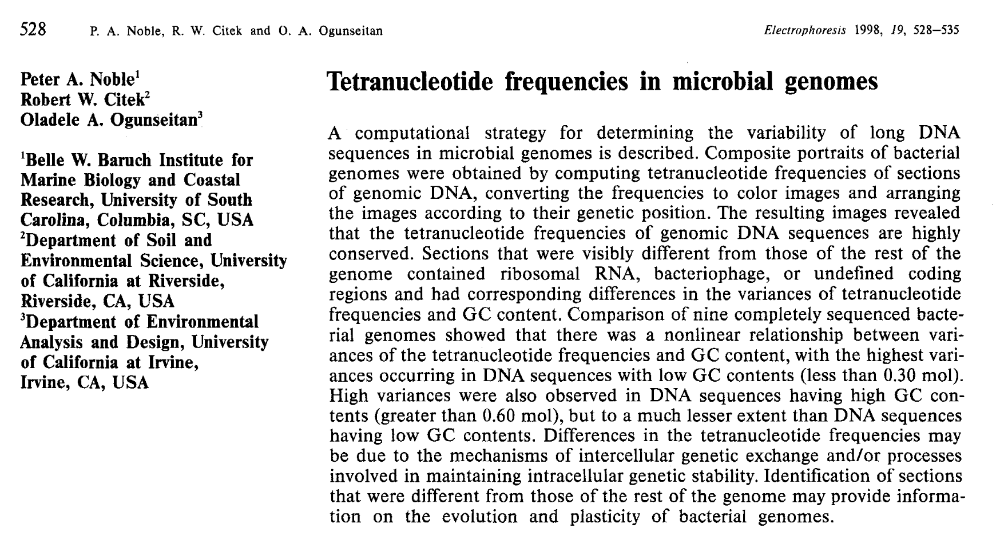 528 P. A. Noble, R. W. Citek and O. A. Ogunseitan Electrophoresis 1998, 19, 528–535
Peter A. Noble¹
Robert W. Citek²
Oladele A. Ogunseitan³
¹Belle W. Baruch Institute for
Marine Biology and Coastal
Research, University of South
Carolina, Columbia, SC, USA
²Department of Soil and
Environmental Science, University
of California at Riverside,
Riverside, CA, USA
³Department of Environmental
Analysis and Design, University
of California at Irvine,
Irvine, CA, USA
Tetranucleotide frequencies in microbial genomes
A computational strategy for determining the variability of long DNA
sequences in microbial genomes is described. Composite portraits of bacterial
genomes were obtained by computing tetranucleotide frequencies of sections
of genomic DNA, converting the frequencies to color images and arranging
the images according to their genetic position. The resulting images revealed
that the tetranucleotide frequencies of genomic DNA sequences are highly
conserved. Sections that were visibly different from those of the rest of the
genome contained ribosomal RNA, bacteriophage, or undefined coding
regions and had corresponding differences in the variances of tetranucleotide
frequencies and GC content. Comparison of nine completely sequenced bacte-
rial genomes showed that there was a nonlinear relationship between vari-
ances of the tetranucleotide frequencies and GC content, with the highest vari-
ances occurring in DNA sequences with low GC contents (less than 0.30 mol).
High variances were also observed in DNA sequences having high GC con-
tents (greater than 0.60 mol), but to a much lesser extent than DNA sequences
having low GC contents. Differences in the tetranucleotide frequencies may
be due to the mechanisms of intercellular genetic exchange and/or processes
involved in maintaining intracellular genetic stability. Identification of sections
that were different from those of the rest of the genome may provide informa-
tion on the evolution and plasticity of bacterial genomes.